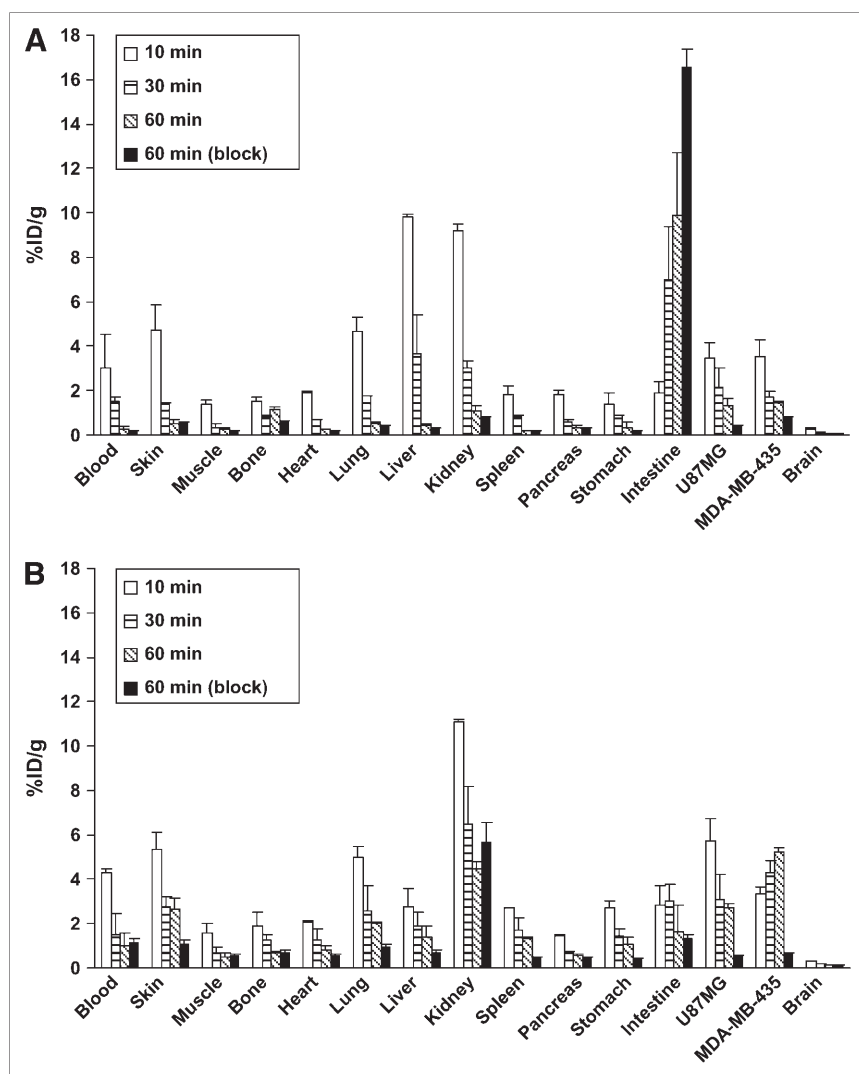 A
18
16
14
12
10
8
6
4
2
0
%ID/g
10 min
30 min
60 min
60 min (block)
Blood
Skin
Muscle
Bone
Heart
Lung
Liver
Kidney
Spleen
Pancreas
Stomach
Intestine
U87MG
MDA-MB-435
Brain
B
18
16
14
12
10
8
6
4
2
0
%ID/g
10 min
30 min
60 min
60 min (block)
Blood
Skin
Muscle
Bone
Heart
Lung
Liver
Kidney
Spleen
Pancreas
Stomach
Intestine
U87MG
MDA-MB-435
Brain